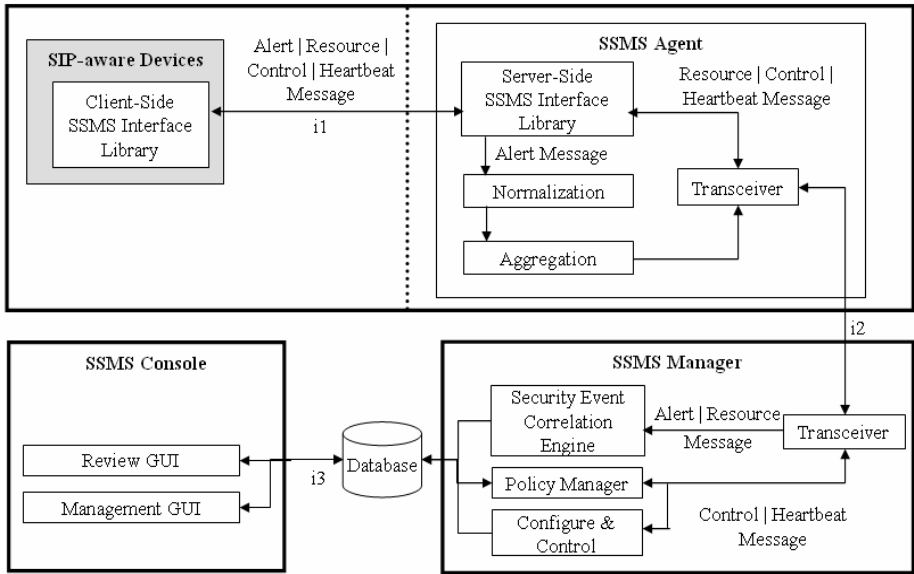 SIP-aware Devices
Client-Side
SSMS Interface
Library
Alert | Resource |
Control | Heartbeat
Message
i1
SSMS Agent
Server-Side
SSMS Interface
Library
Resource | Control |
Heartbeat Message
Alert Message
Normalization
Transceiver
Aggregation
i2
SSMS Console
Review GUI
Management GUI
i3
Database
SSMS Manager
Security Event
Correlation
Engine
Alert | Resource
Message
Transceiver
Policy Manager
Configure &
Control
Control | Heartbeat
Message